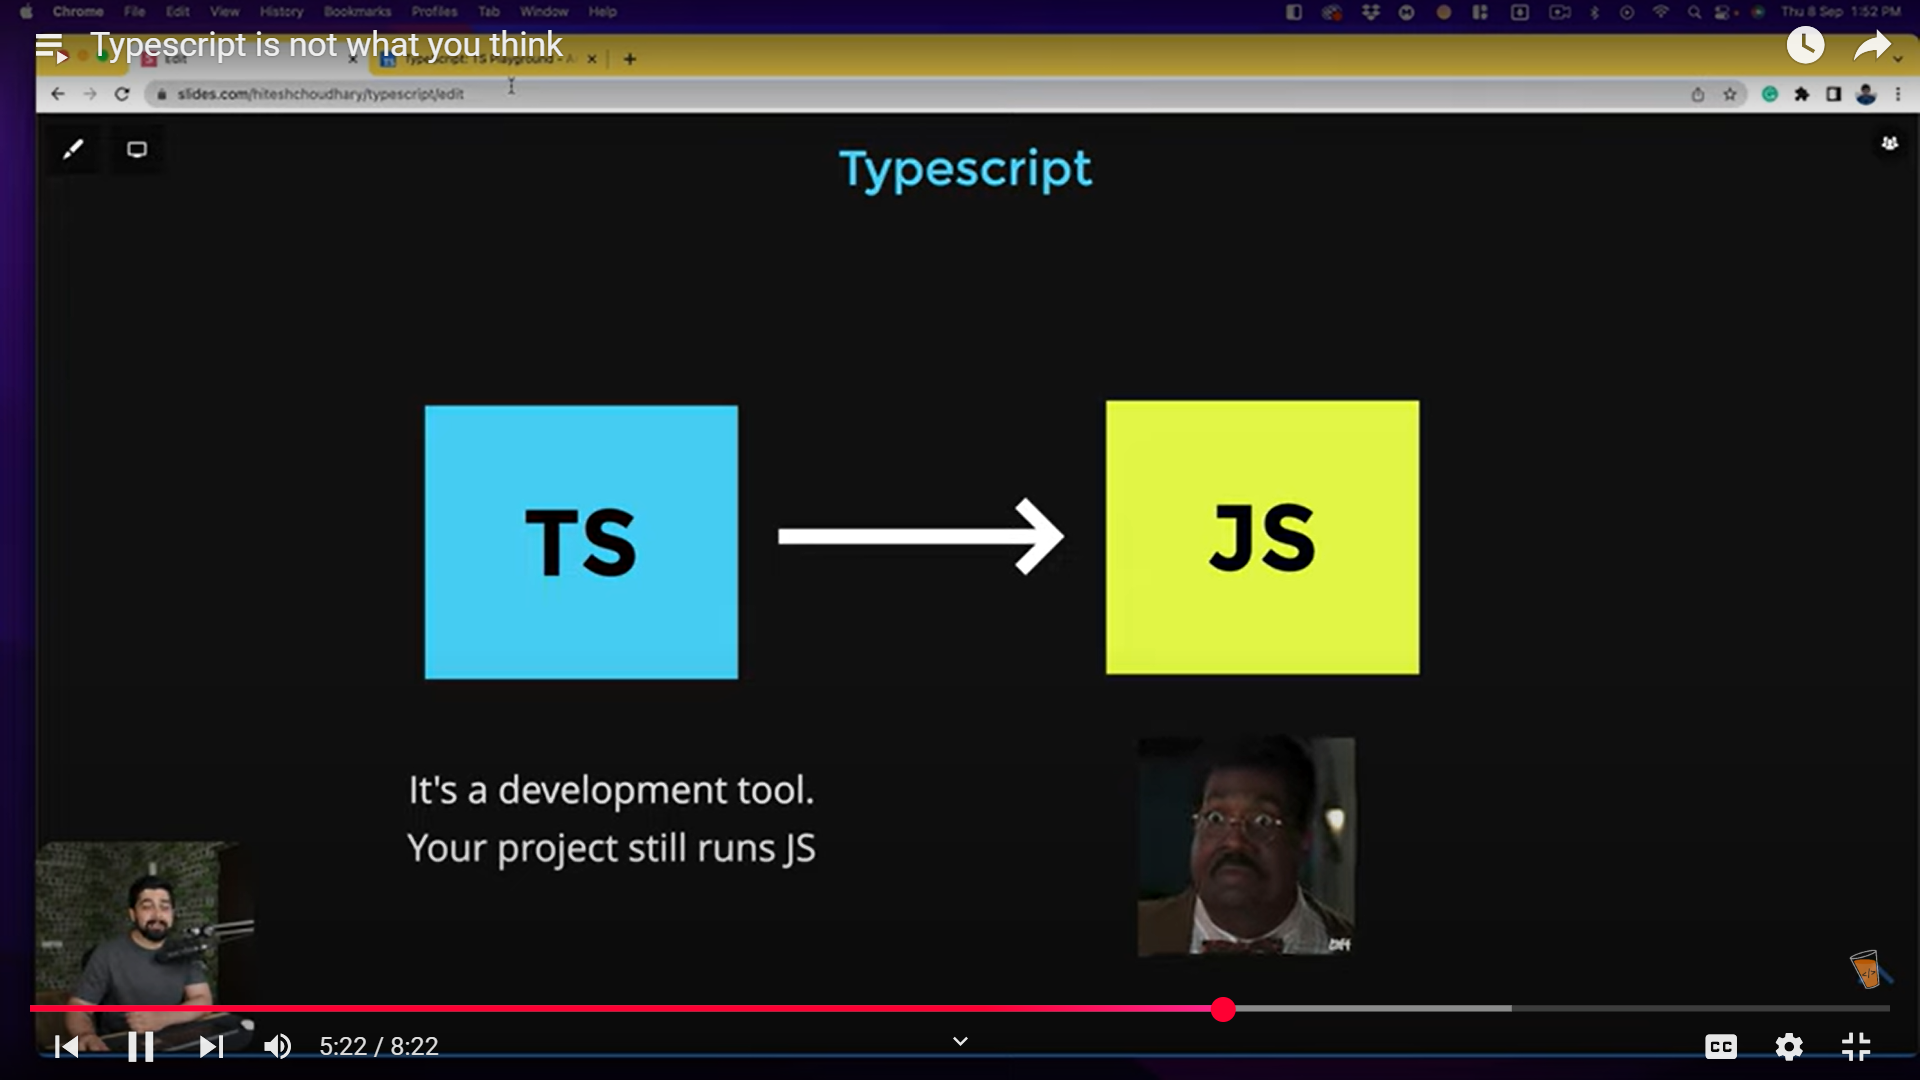 Chrome File Edit View History Bookmarks Profiles Tab Window Help
Thu 8 Sep 1:52 PM
Typescript is not what you think
Edit
TypeScript: TS Playground - A
slides.com/hiteshchoudhary/typescript/edit
Typescript
TS
JS
It's a development tool.
Your project still runs JS
</>
5:22 / 8:22
CC